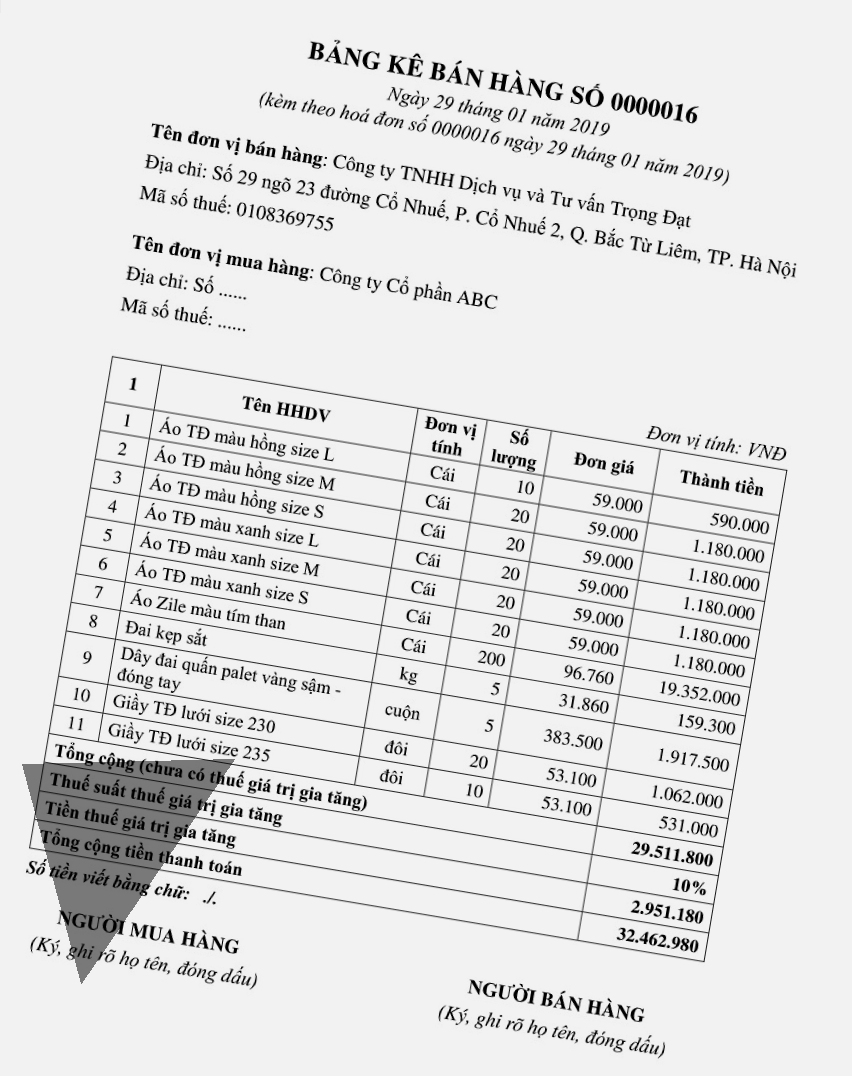 BẢNG KÊ BÁN HÀNG SỐ 0000016
Ngày 29 tháng 01 năm 2019
(kèm theo hoá đơn số 0000016 ngày 29 tháng 01 năm 2019)
Tên đơn vị bán hàng: Công ty TNHH Dịch vụ và Tư vấn Trọng Đạt
Địa chỉ: Số 29 ngõ 23 đường Cổ Nhuế, P. Cổ Nhuế 2, Q. Bắc Từ Liêm, TP. Hà Nội
Mã số thuế: 0108369755
Tên đơn vị mua hàng: Công ty Cổ phần ABC
Địa chỉ: Số ......
Mã số thuế: ......
Đơn vị tính: VNĐ
1 Tên HHDV Đơn vị tính Số lượng Đơn giá Thành tiền
1 Áo TĐ màu hồng size L Cái 10 59.000 590.000
2 Áo TĐ màu hồng size M Cái 20 59.000 1.180.000
3 Áo TĐ màu hồng size S Cái 20 59.000 1.180.000
4 Áo TĐ màu xanh size L Cái 20 59.000 1.180.000
5 Áo TĐ màu xanh size M Cái 20 59.000 1.180.000
6 Áo TĐ màu xanh size S Cái 20 59.000 1.180.000
7 Áo Zile màu tím than Cái 200 96.760 19.352.000
8 Đai kẹp sắt kg 5 31.860 159.300
9 Dây đai quấn palet vàng sậm - đóng tay cuộn 5 383.500 1.917.500
10 Giầy TĐ lưới size 230 đôi 20 53.100 1.062.000
11 Giầy TĐ lưới size 235 đôi 10 53.100 531.000
Tổng cộng (chưa có thuế giá trị gia tăng) 29.511.800
Thuế suất thuế giá trị gia tăng 10%
Tiền thuế giá trị gia tăng 2.951.180
Tổng cộng tiền thanh toán 32.462.980
Số tiền viết bằng chữ: ./.
NGƯỜI MUA HÀNG
(Ký, ghi rõ họ tên, đóng dấu)
NGƯỜI BÁN HÀNG
(Ký, ghi rõ họ tên, đóng dấu)